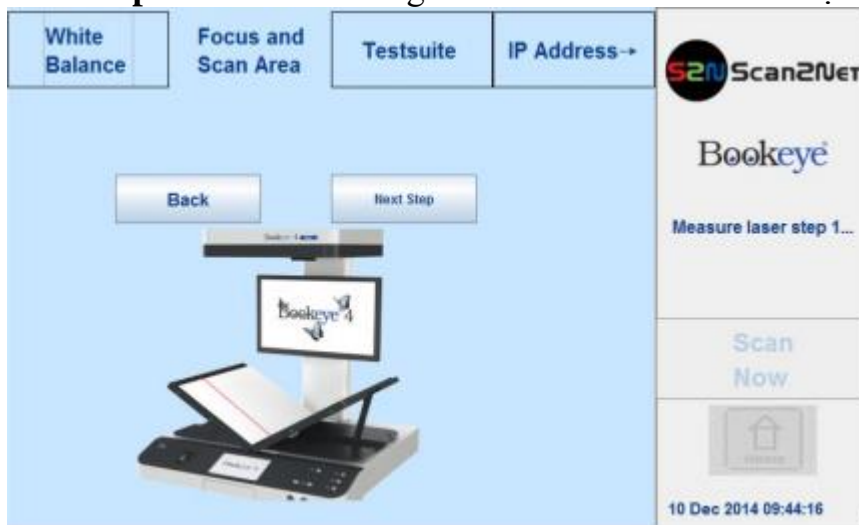 White
Balance
Focus and
Scan Area
Testsuite
IP Address→
S2N Scan2Net
Bookeye
Back
Next Step
Measure laser step 1...
Bookeye 4
Scan
Now
10 Dec 2014 09:44:16